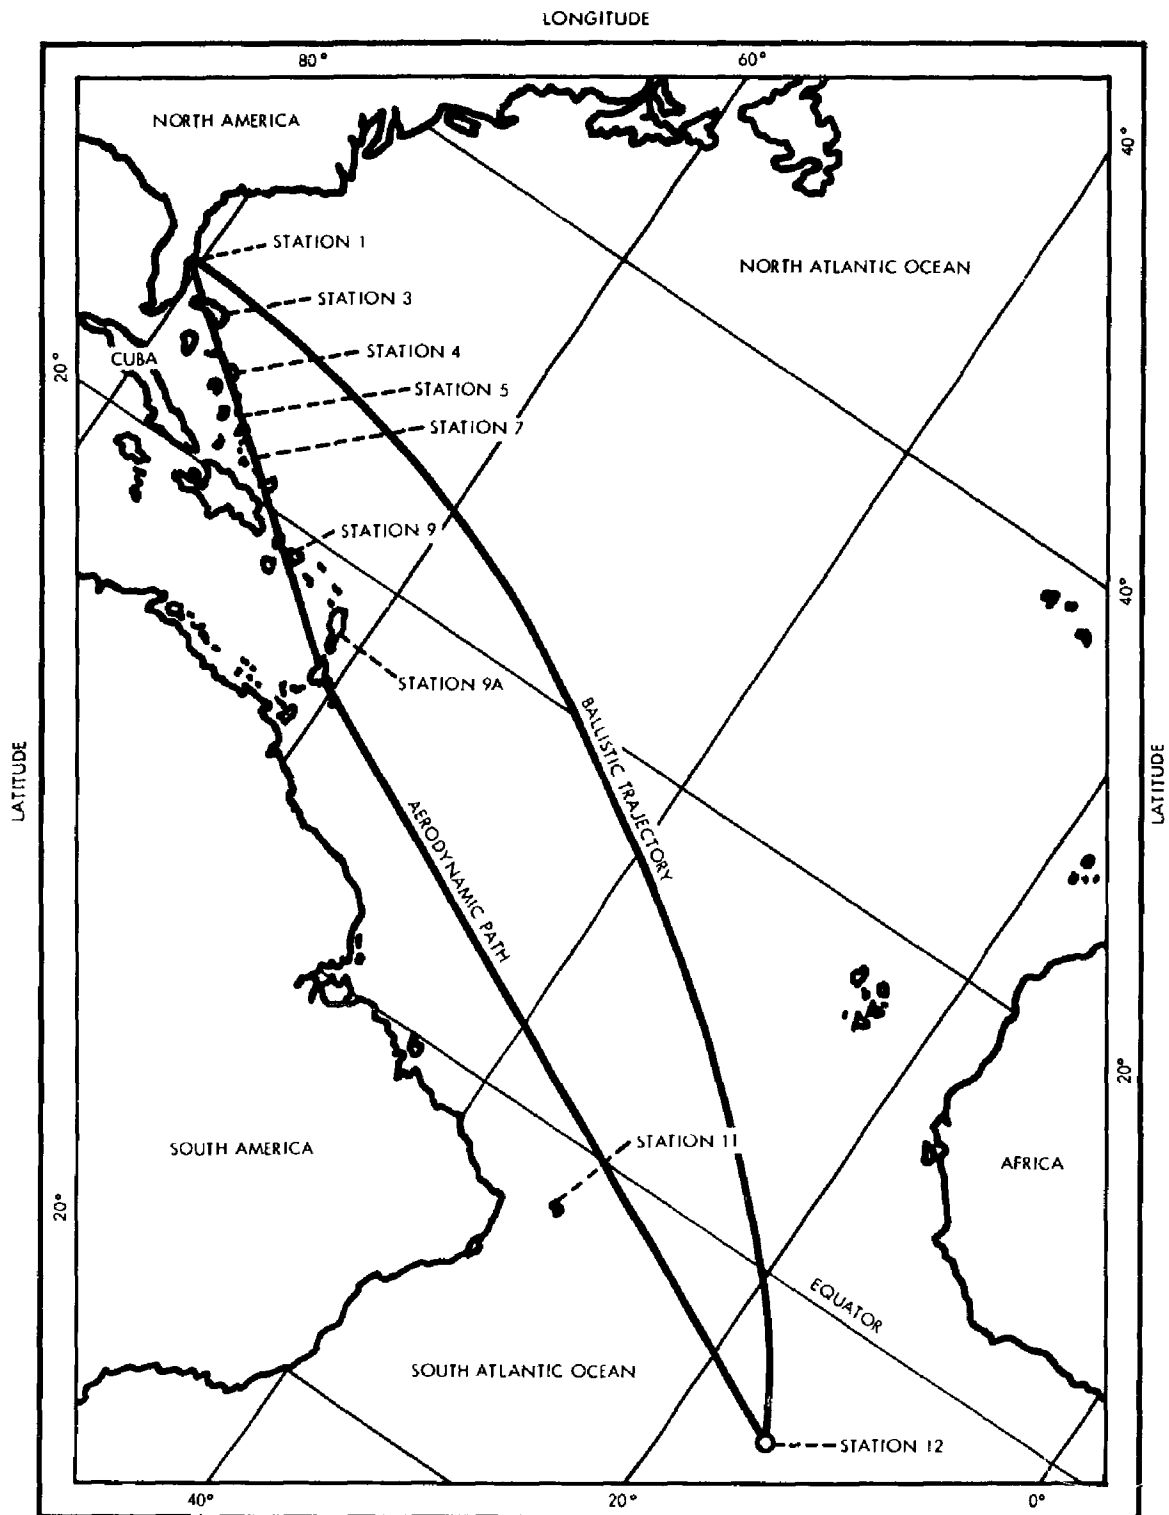 LONGITUDE
80°
60°
NORTH AMERICA
40°
STATION 1
NORTH ATLANTIC OCEAN
STATION 3
STATION 4
CUBA
20°
STATION 5
STATION 7
STATION 9
40°
STATION 9A
LATITUDE
LATITUDE
BALLISTIC TRAJECTORY
AERODYNAMIC PATH
20°
STATION 11
SOUTH AMERICA
AFRICA
20°
EQUATOR
SOUTH ATLANTIC OCEAN
STATION 12
40°
20°
0°